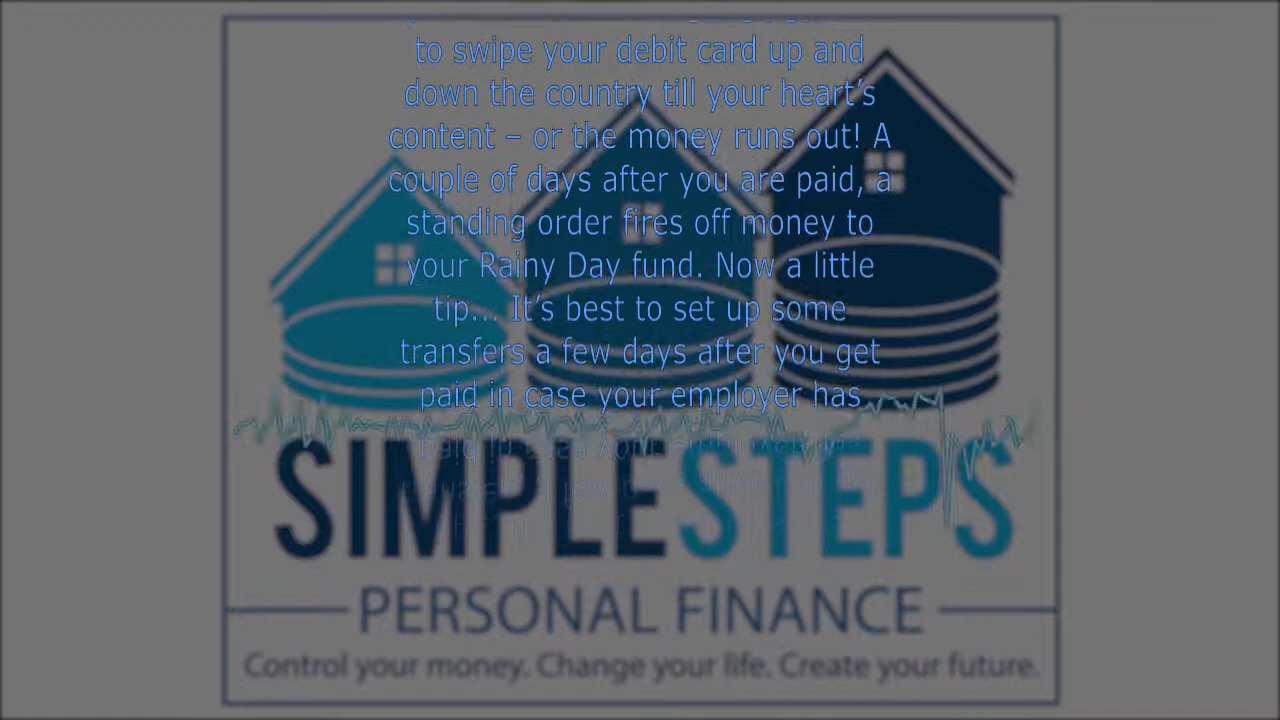 to swipe your debit card up and
down the country till your heart’s
content – or the money runs out! A
couple of days after you are paid, a
standing order fires off money to
your Rainy Day fund. Now a little
tip... It’s best to set up some
transfers a few days after you get
paid in case your employer has
SIMPLESTEPS
PERSONAL FINANCE
Control your money. Change your life. Create your future.